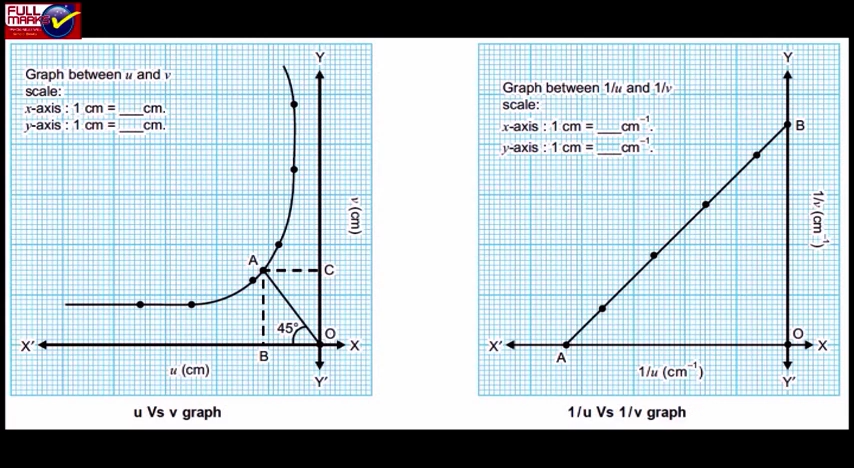 FULL
MARKS
Graph between u and v
scale:
x-axis : 1 cm = ___cm.
y-axis : 1 cm = ___cm.
Y
v (cm)
A
C
45°
O
X′
B
X
u (cm)
Y′
u Vs v graph
Graph between 1/u and 1/v
scale:
x-axis : 1 cm = ___cm⁻¹.
y-axis : 1 cm = ___cm⁻¹.
Y
B
1/v (cm⁻¹)
O
X′
A
X
1/u (cm⁻¹)
Y′
1/u Vs 1/v graph